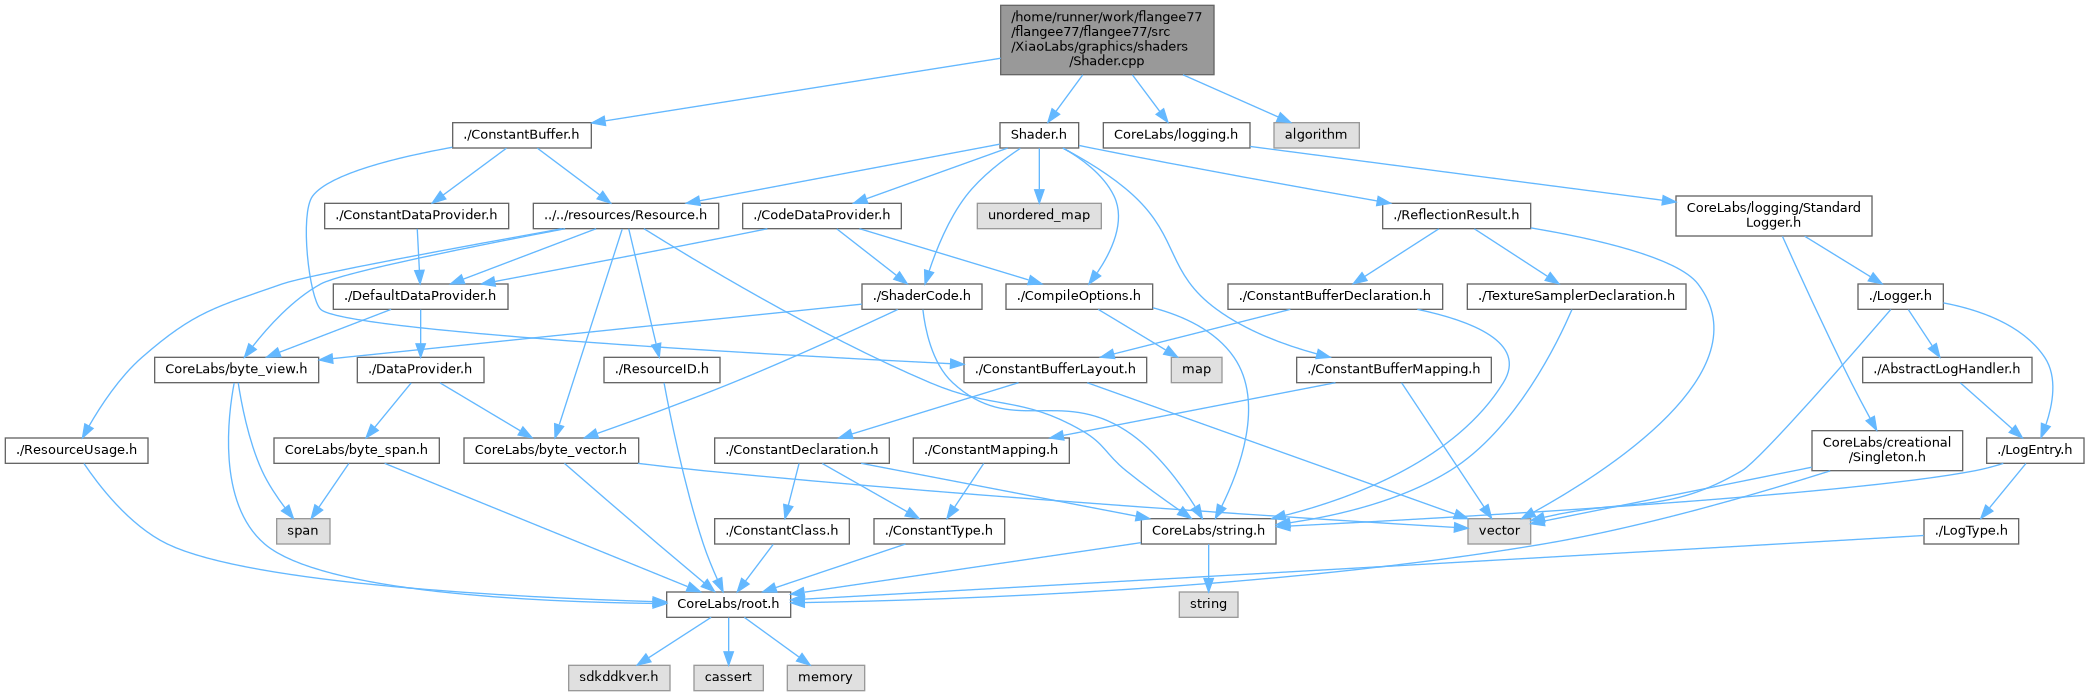 /home/runner/work/flangee77
/flangee77/flangee77/src
/XiaoLabs/graphics/shaders
/Shader.cpp
./ConstantBuffer.h
Shader.h
CoreLabs/logging.h
algorithm
./ConstantDataProvider.h
../../resources/Resource.h
./CodeDataProvider.h
unordered_map
./ReflectionResult.h
CoreLabs/logging/Standard
Logger.h
./DefaultDataProvider.h
./ShaderCode.h
./CompileOptions.h
./ConstantBufferDeclaration.h
./TextureSamplerDeclaration.h
./Logger.h
CoreLabs/byte_view.h
./DataProvider.h
./ResourceID.h
./ConstantBufferLayout.h
map
./ConstantBufferMapping.h
./AbstractLogHandler.h
./ResourceUsage.h
CoreLabs/byte_span.h
CoreLabs/byte_vector.h
./ConstantDeclaration.h
./ConstantMapping.h
CoreLabs/creational
/Singleton.h
./LogEntry.h
span
./ConstantClass.h
./ConstantType.h
CoreLabs/string.h
vector
./LogType.h
CoreLabs/root.h
string
sdkddkver.h
cassert
memory